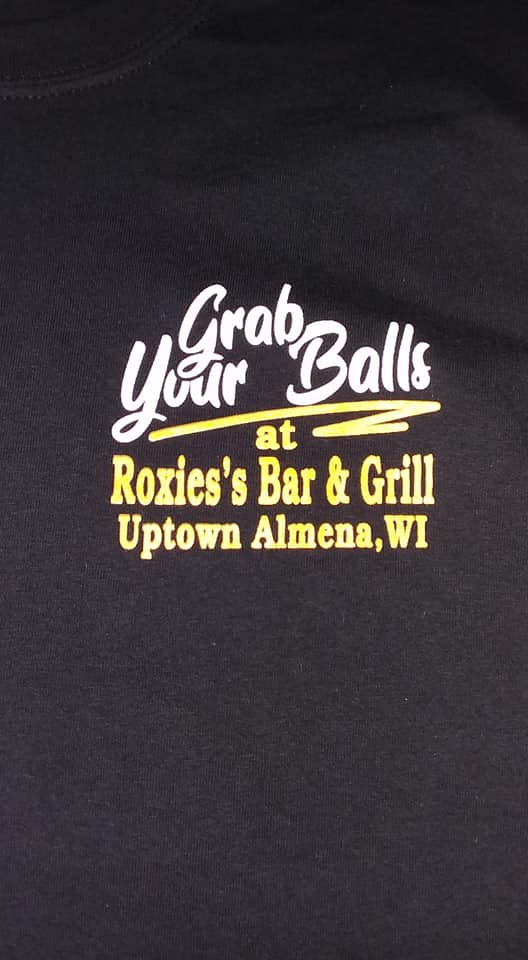 Grab
Your Balls
at
Roxies's Bar & Grill
Uptown Almena,WI